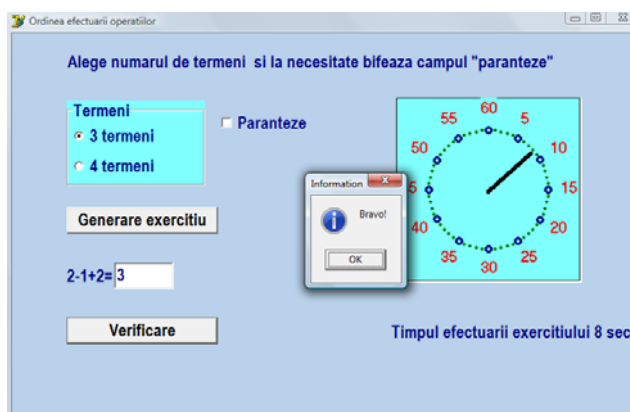 Ordinea efectuarii operatiilor
Alege numarul de termeni si la necesitate bifeaza campul "paranteze"
Termeni
3 termeni
4 termeni
Paranteze
Generare exercitiu
2-1+2= 3
Verificare
Information
Bravo!
OK
60
5
10
15
20
25
30
35
40
5
50
55
Timpul efectuarii exercitiului 8 sec